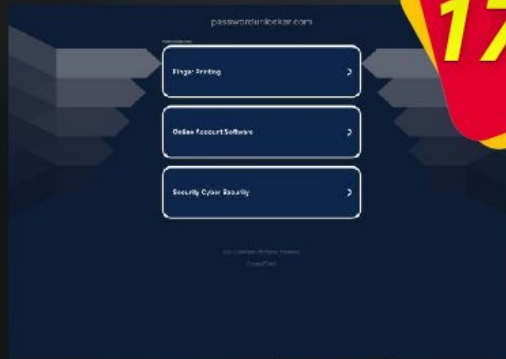 passwordunlocker.com
17
Finger Printing
Online Account Software
Security Cyber Security